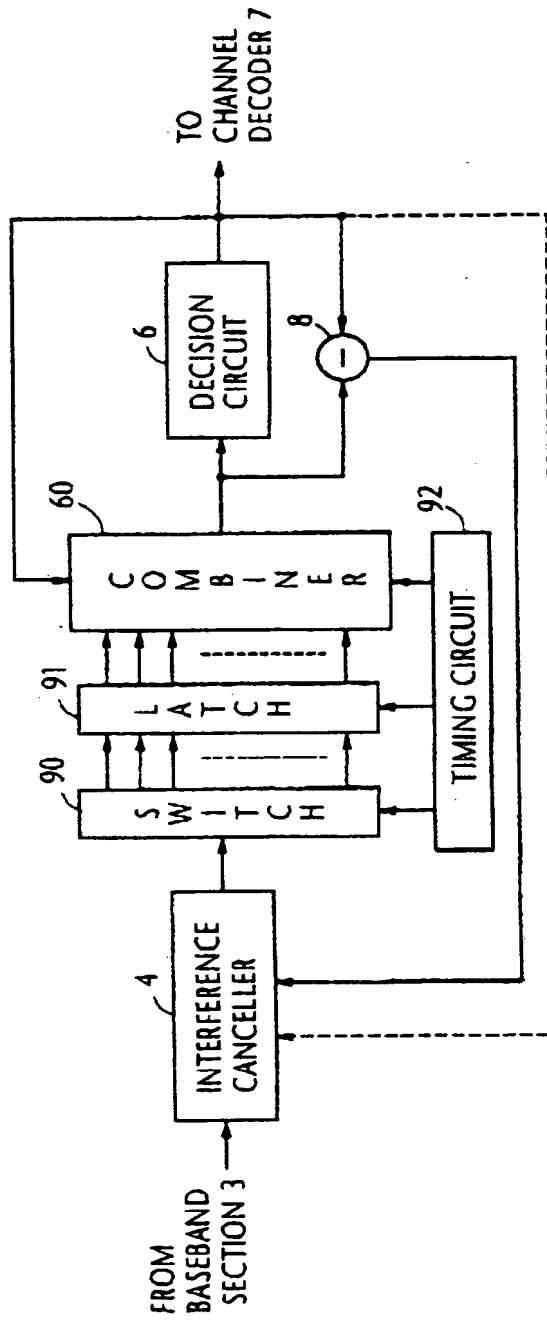 FROM
BASEBAND
SECTION 3
4
INTERFERENCE
CANCELLER
90
SWITCH
91
LATCH
60
COMBINER
92
TIMING CIRCUIT
6
DECISION
CIRCUIT
8
−
TO
CHANNEL
DECODER 7